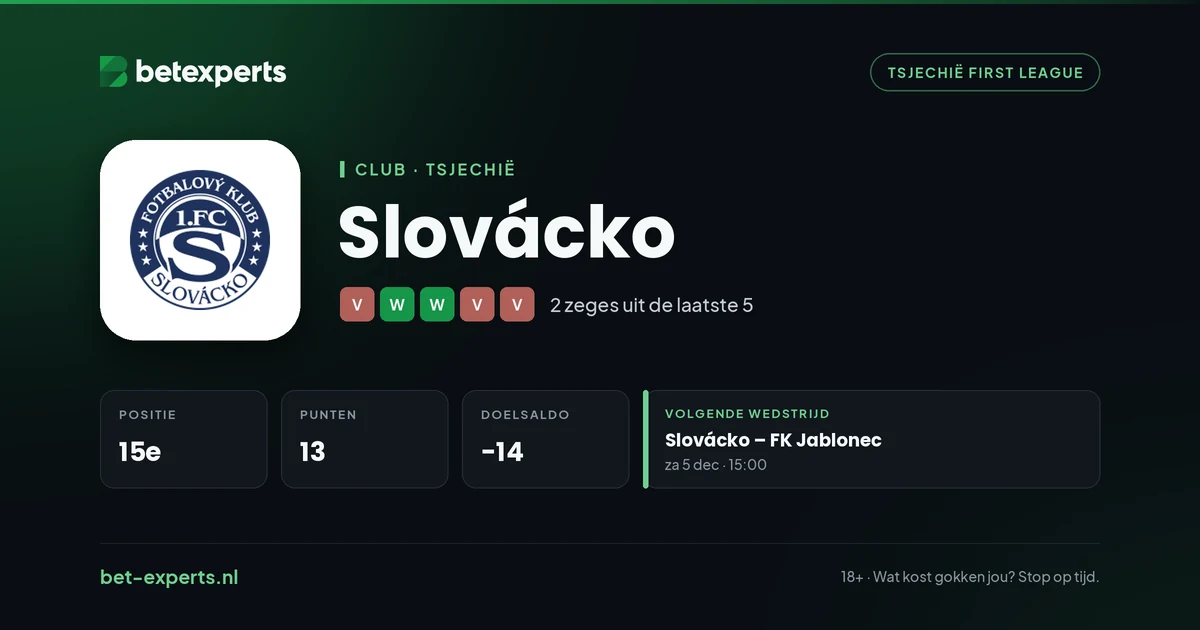 betexperts
TSJECHIË FIRST LEAGUE
FOTBALOVÝ KLUB
1.FC
S
SLOVÁCKO
CLUB · TSJECHIË
Slovácko
V W W V V 2 zeges uit de laatste 5
POSITIE
15e
PUNTEN
13
DOELSALDO
-14
VOLGENDE WEDSTRIJD
Slovácko – FK Jablonec
za 5 dec · 15:00
bet-experts.nl
18+ · Wat kost gokken jou? Stop op tijd.